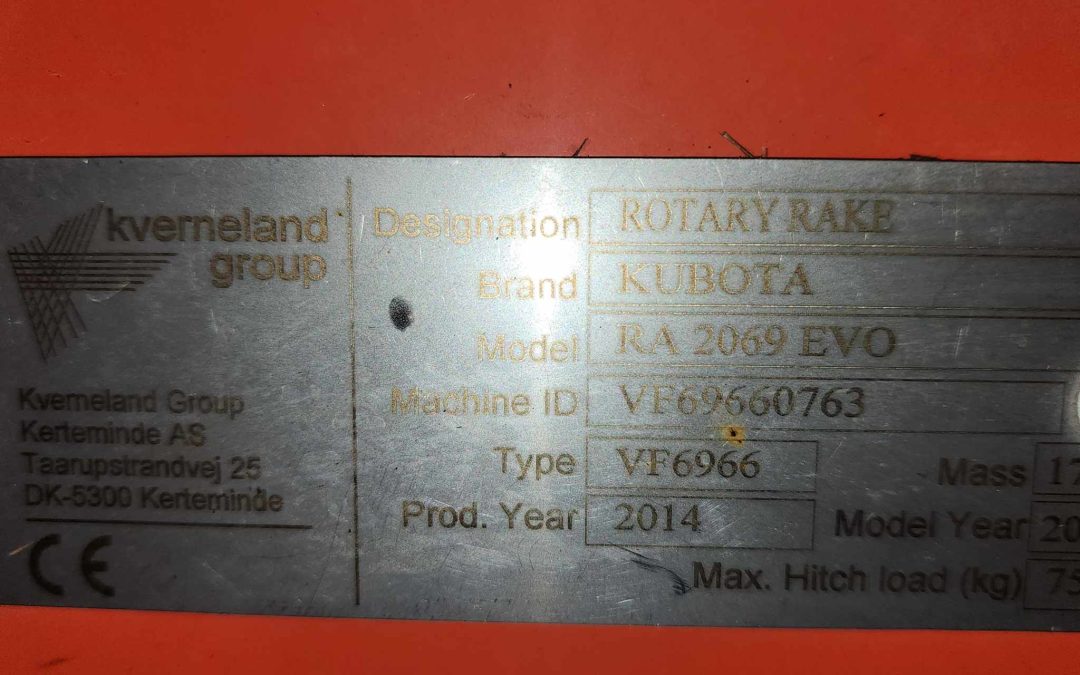 kverneland
group
Kverneland Group
Kerteminde AS
Taarupstrandvej 25
DK-5300 Kerteminde
CE
Designation ROTARY RAKE
Brand KUBOTA
Model RA 2069 EVO
Machine ID VF69660763
Type VF6966 Mass
Prod. Year 2014 Model Year
Max. Hitch load (kg)